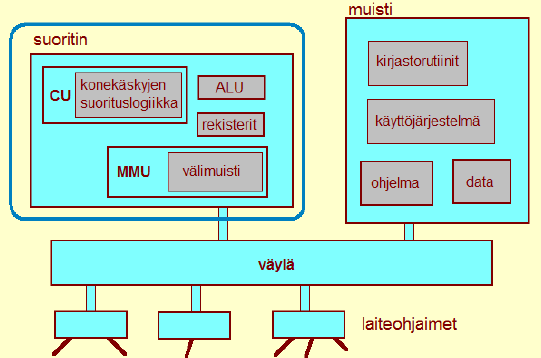 suoritin
muisti
CU
konekäskyjen
suorituslogiikka
ALU
rekisterit
MMU
välimuisti
kirjastorutiinit
käyttöjärjestelmä
ohjelma
data
väylä
laiteohjaimet